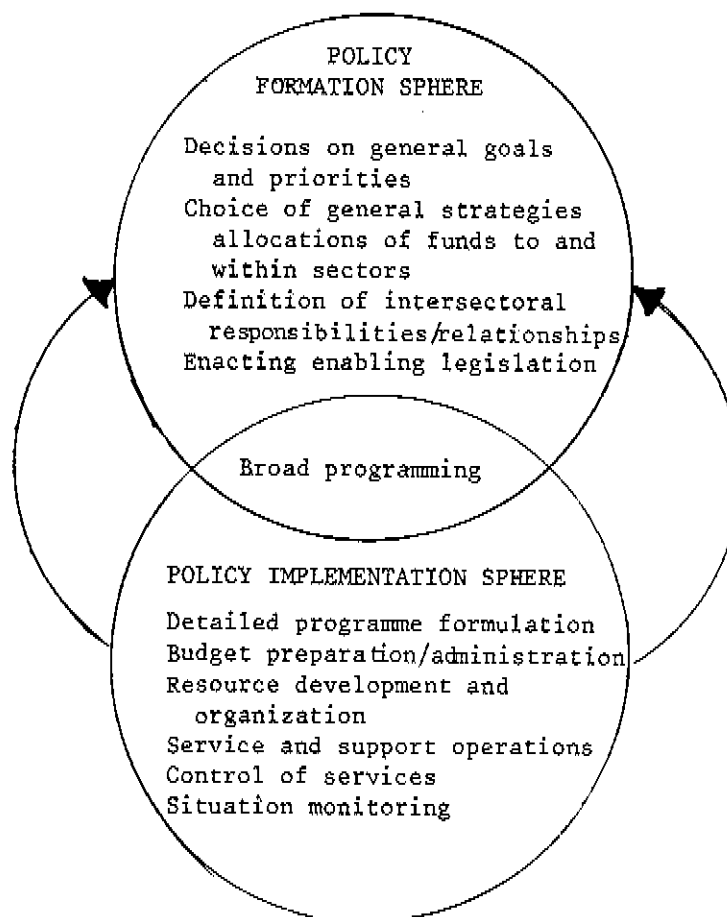 POLICY
FORMATION SPHERE
Decisions on general goals
and priorities
Choice of general strategies
allocations of funds to and
within sectors
Definition of intersectoral
responsibilities/relationships
Enacting enabling legislation
Broad programming
POLICY IMPLEMENTATION SPHERE
Detailed programme formulation
Budget preparation/administration
Resource development and
organization
Service and support operations
Control of services
Situation monitoring